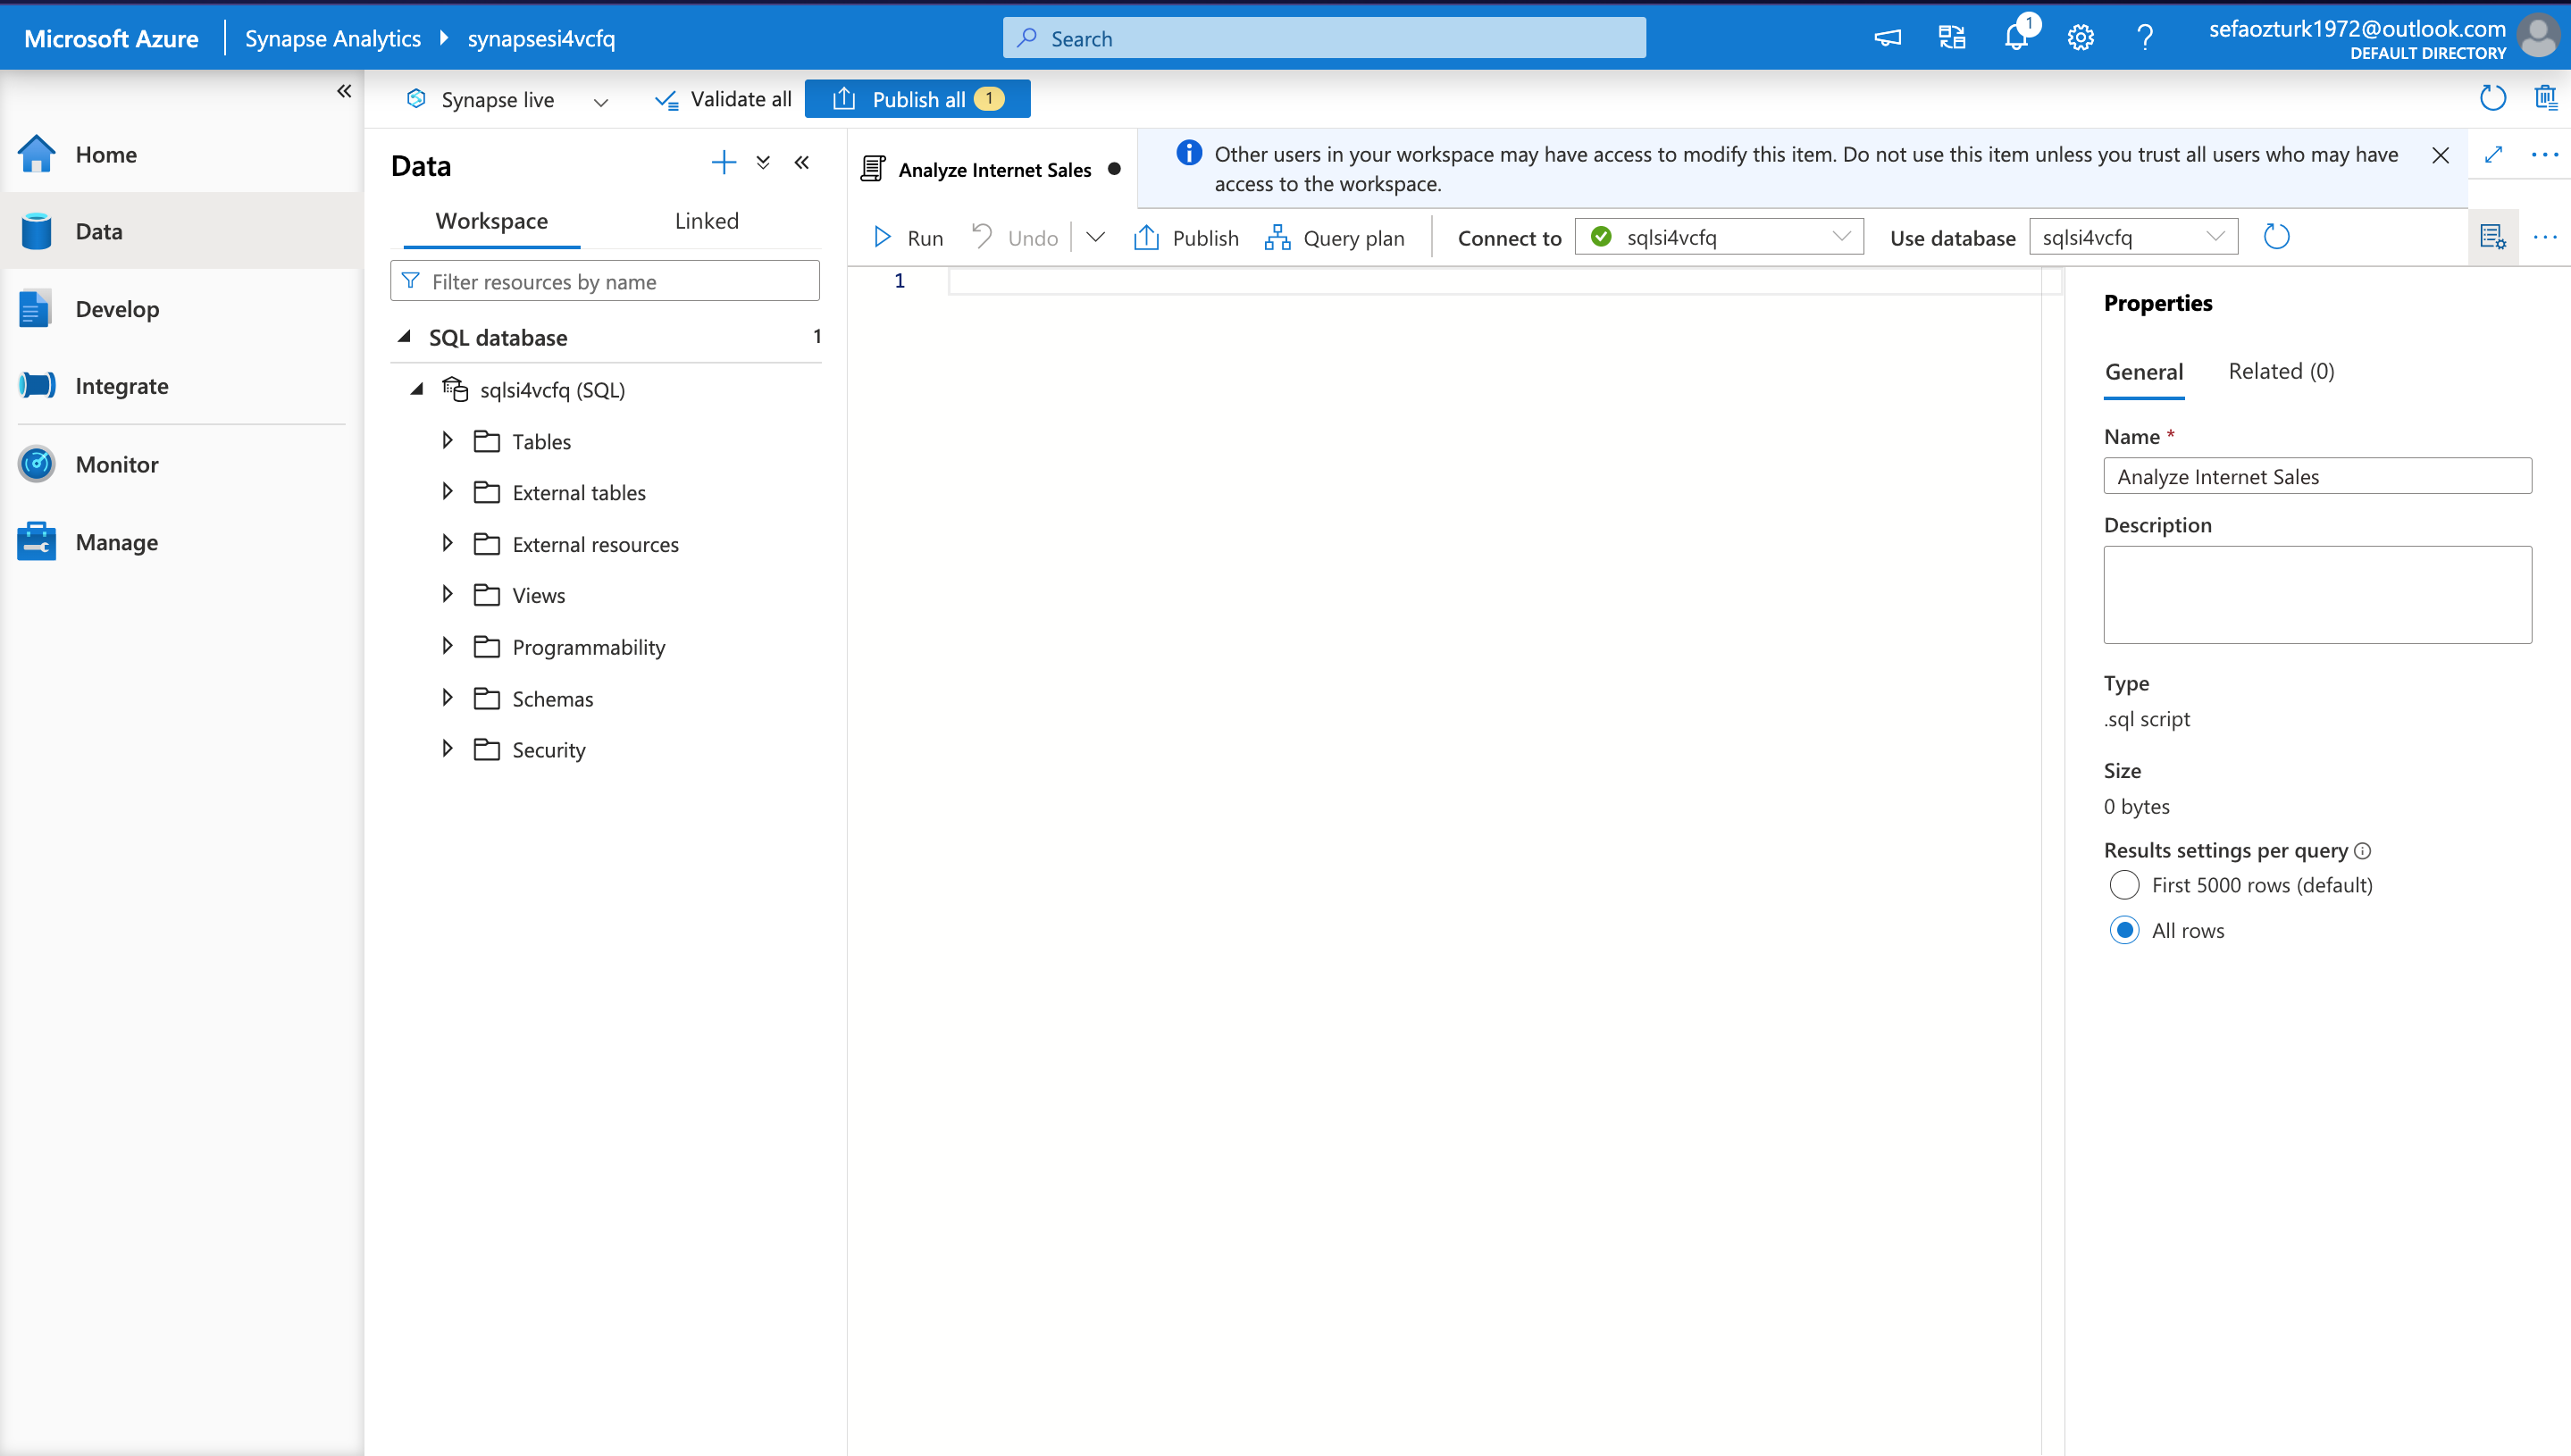 Microsoft Azure
Synapse Analytics
synapsesi4vcfq
Search
1
sefaozturk1972@outlook.com
DEFAULT DIRECTORY
Synapse live
Validate all
Publish all 1
Home
Data
Develop
Integrate
Monitor
Manage
Data
Workspace
Linked
Filter resources by name
SQL database
1
sqlsi4vcfq (SQL)
Tables
External tables
External resources
Views
Programmability
Schemas
Security
Analyze Internet Sales
Other users in your workspace may have access to modify this item. Do not use this item unless you trust all users who may have
access to the workspace.
Run
Undo
Publish
Query plan
Connect to
sqlsi4vcfq
Use database
sqlsi4vcfq
1
Properties
General
Related (0)
Name *
Analyze Internet Sales
Description
Type
.sql script
Size
0 bytes
Results settings per query
First 5000 rows (default)
All rows